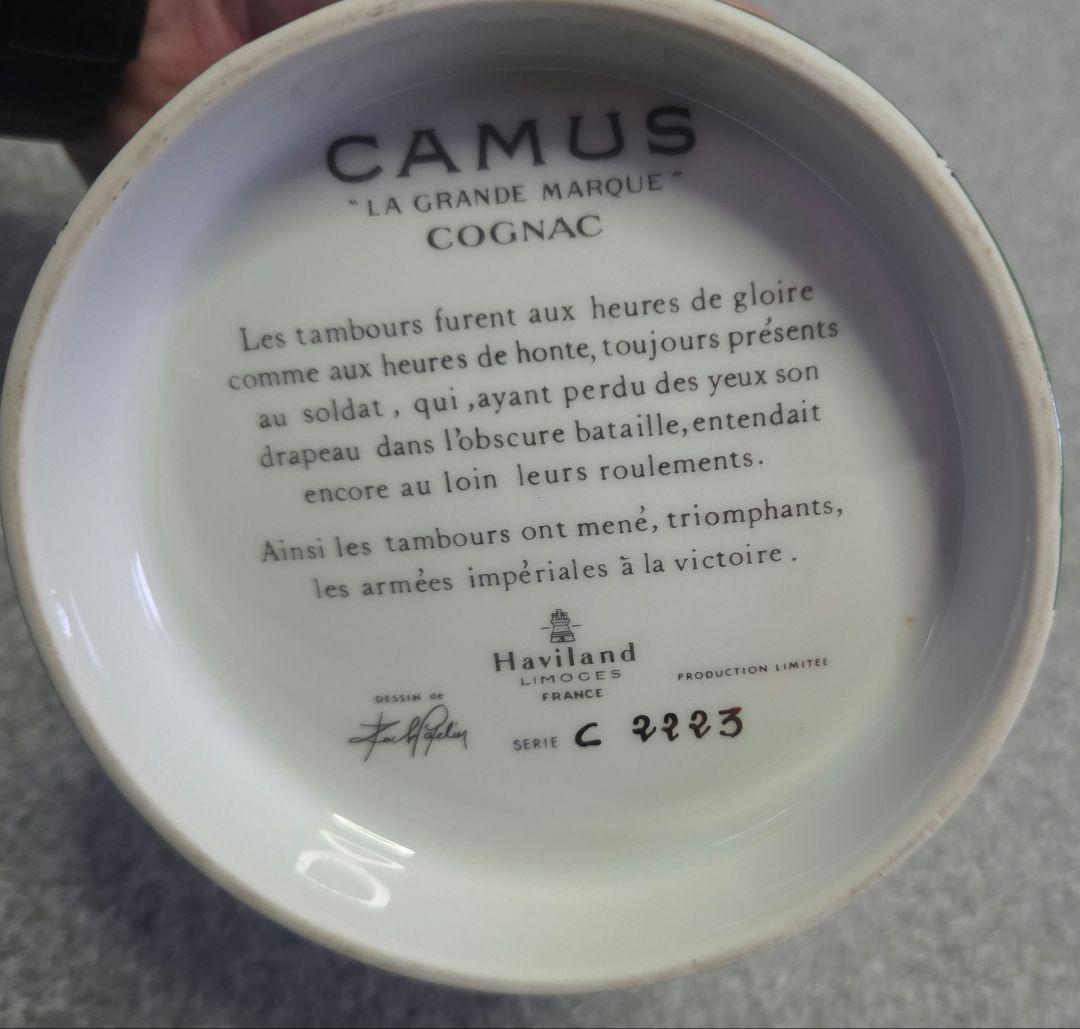 CAMUS
"LA GRANDE MARQUE"
COGNAC
Les tambours furent aux heures de gloire
comme aux heures de honte, toujours présents
au soldat , qui ,ayant perdu des yeux son
drapeau dans l'obscure bataille, entendait
encore au loin leurs roulements.
Ainsi les tambours ont mené, triomphants,
les armées impériales à la victoire .
Haviland
LIMOGES
FRANCE
PRODUCTION LIMITÉE
DESSIN de
SERIE C 2223